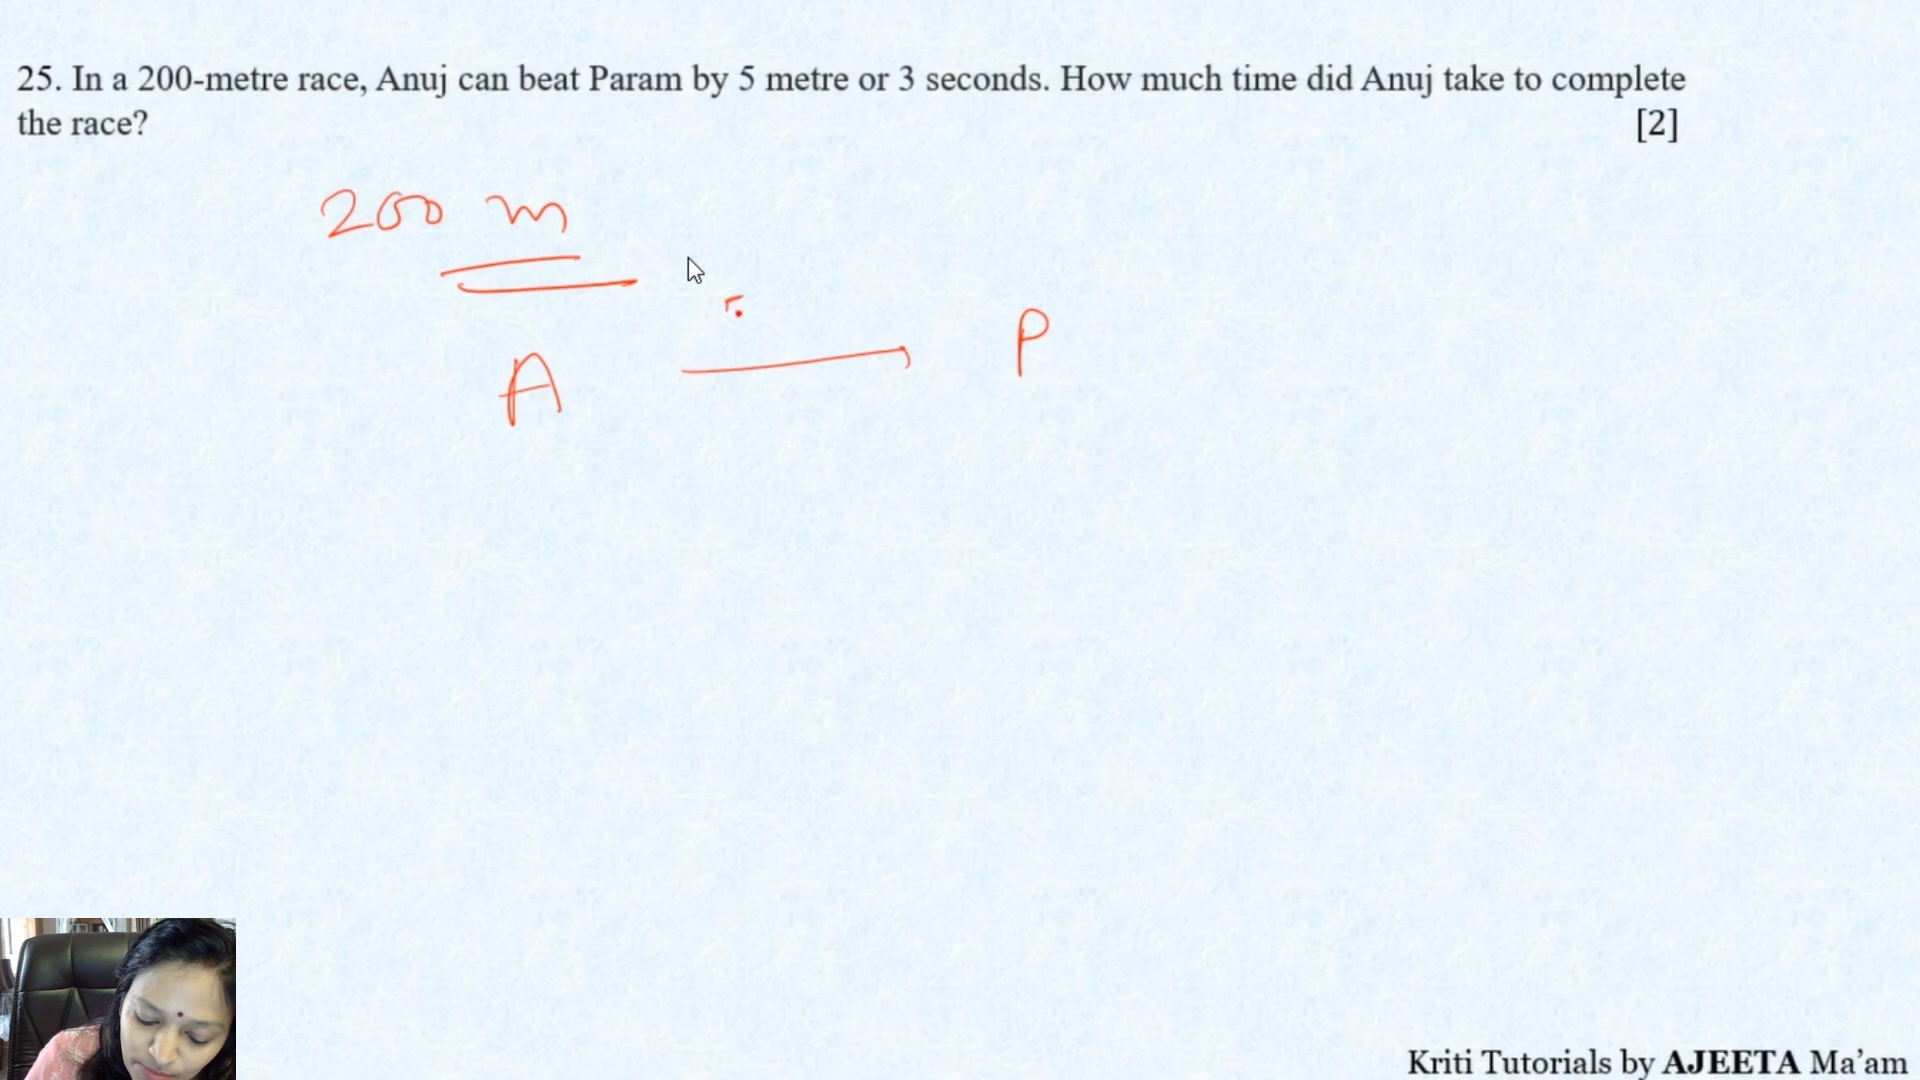 25. In a 200-metre race, Anuj can beat Param by 5 metre or 3 seconds. How much time did Anuj take to complete
the race? [2]
200 m
A P
Kriti Tutorials by AJEETA Ma’am